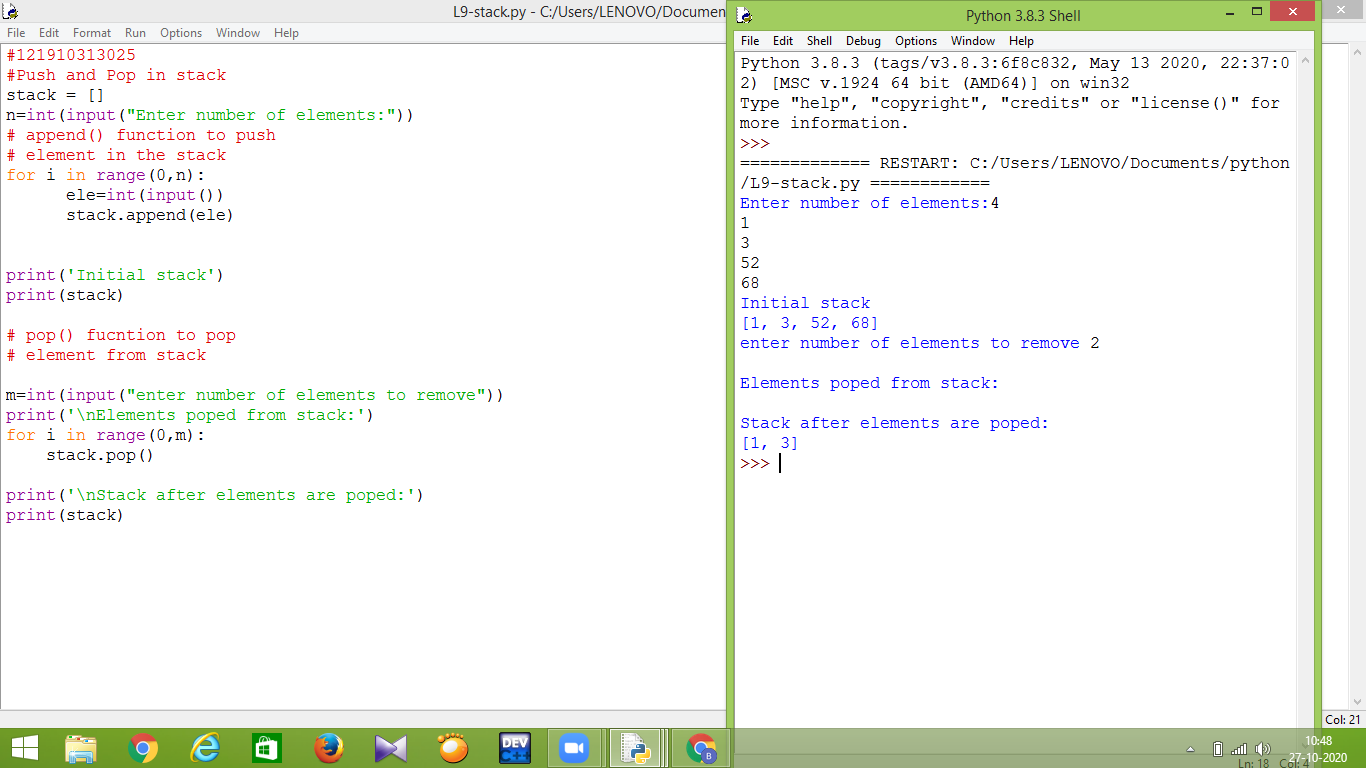 L9-stack.py - C:/Users/LENOVO/Documen
File Edit Format Run Options Window Help
#121910313025
#Push and Pop in stack
stack = []
n=int(input("Enter number of elements:"))
# append() function to push
# element in the stack
for i in range(0,n):
      ele=int(input())
      stack.append(ele)
print('Initial stack')
print(stack)
# pop() fucntion to pop
# element from stack
m=int(input("enter number of elements to remove"))
print('\nElements poped from stack:')
for i in range(0,m):
    stack.pop()
print('\nStack after elements are poped:')
print(stack)
Python 3.8.3 Shell
File Edit Shell Debug Options Window Help
Python 3.8.3 (tags/v3.8.3:6f8c832, May 13 2020, 22:37:0
2) [MSC v.1924 64 bit (AMD64)] on win32
Type "help", "copyright", "credits" or "license()" for
more information.
>>>
============= RESTART: C:/Users/LENOVO/Documents/python
/L9-stack.py ============
Enter number of elements:4
1
3
52
68
Initial stack
[1, 3, 52, 68]
enter number of elements to remove 2
Elements poped from stack:
Stack after elements are poped:
[1, 3]
>>>
Col: 21
DEV
C++
B
10:48
27-10-2020
Ln: 18 Col: 4